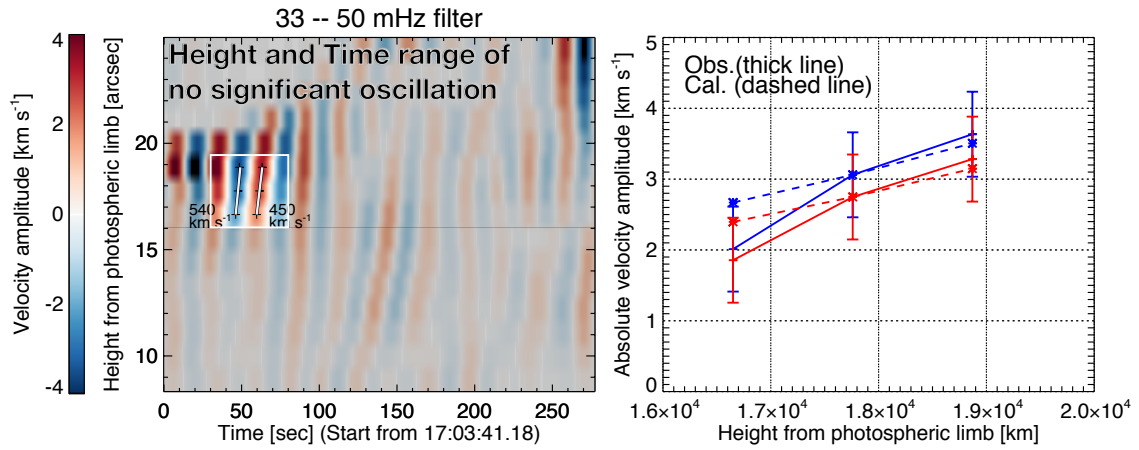 33 -- 50 mHz filter
Height and Time range of
no significant oscillation
Velocity amplitude [km s⁻¹]
4
2
0
-2
-4
Height from photospheric limb [arcsec]
20
15
10
540
km s⁻¹
450
km s⁻¹
0 50 100 150 200 250
Time [sec] (Start from 17:03:41.18)
Obs.(thick line)
Cal. (dashed line)
Absolute velocity amplitude [km s⁻¹]
5
4
3
2
1
0
1.6×10⁴ 1.7×10⁴ 1.8×10⁴ 1.9×10⁴ 2.0×10⁴
Height from photospheric limb [km]